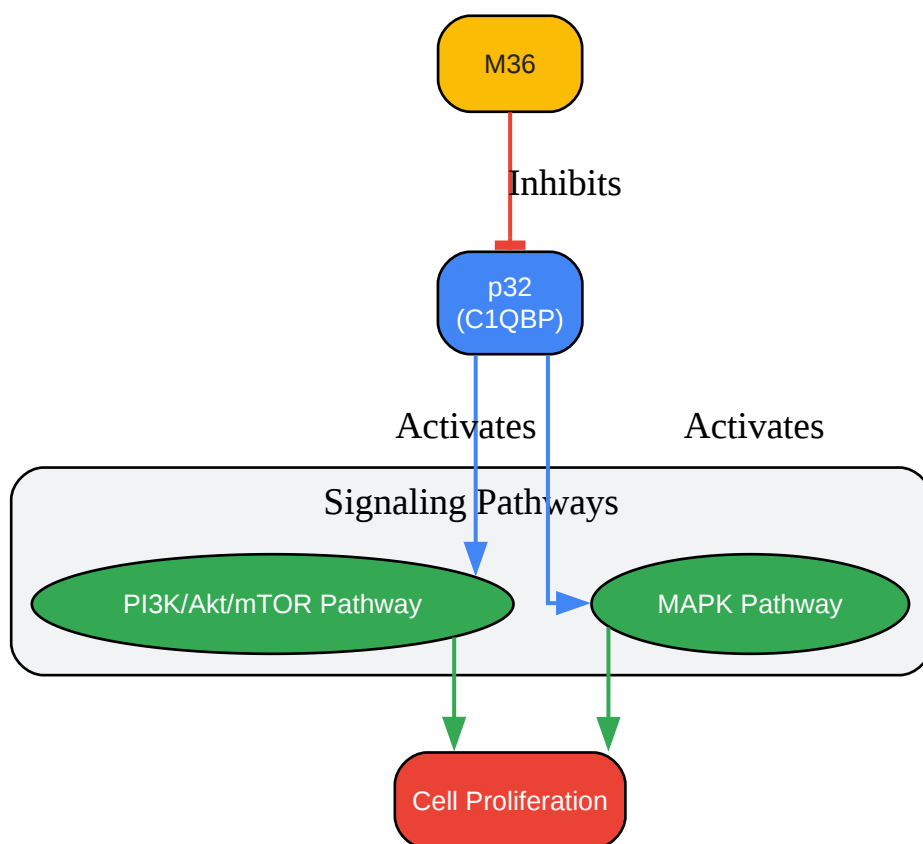 M36
Inhibits
p32
(C1QBP)
Activates
Activates
Signaling Pathways
PI3K/Akt/mTOR Pathway
MAPK Pathway
Cell Proliferation